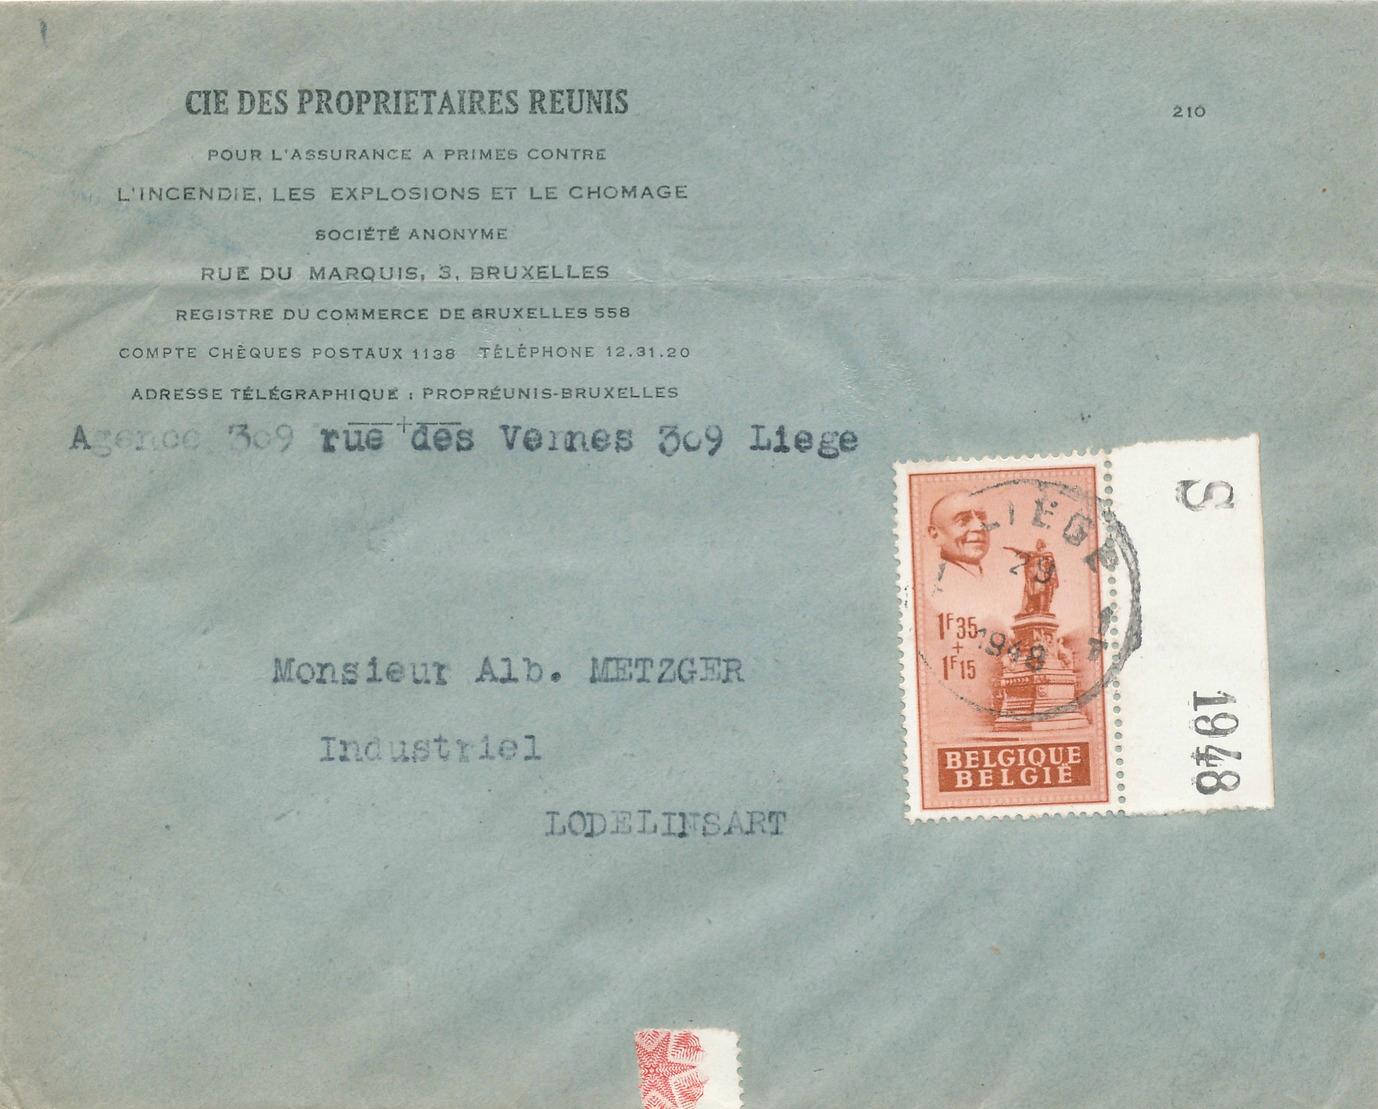 CIE DES PROPRIETAIRES REUNIS
210
POUR L'ASSURANCE A PRIMES CONTRE
L'INCENDIE, LES EXPLOSIONS ET LE CHOMAGE
SOCIÉTÉ ANONYME
RUE DU MARQUIS, 3, BRUXELLES
REGISTRE DU COMMERCE DE BRUXELLES 558
COMPTE CHÈQUES POSTAUX 1138 TÉLÉPHONE 12.31.20
ADRESSE TÉLÉGRAPHIQUE : PROPRÉUNIS-BRUXELLES
Agence 309 rue des Vennes 309 Liege
S
1948
LIEGE
29
1948
1F35
+
1F15
BELGIQUE
BELGIË
Monsieur Alb. METZGER
Industriel
LODELINSART